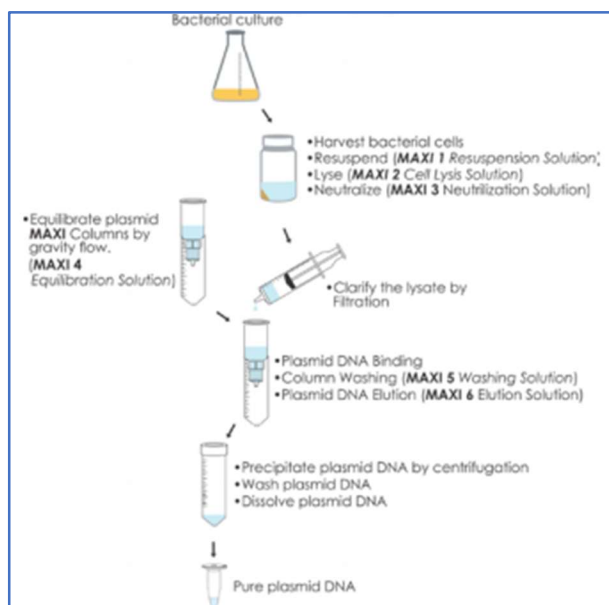 Bacterial culture
•Harvest bacterial cells
•Resuspend (MAXI 1 Resuspension Solution)
•Lyse (MAXI 2 Cell Lysis Solution)
•Neutralize (MAXI 3 Neutrilization Solution)
•Equilibrate plasmid
MAXI Columns by
gravity flow.
(MAXI 4
Equilibration Solution)
•Clarify the lysate by
Filtration
•Plasmid DNA Binding
•Column Washing (MAXI 5 Washing Solution)
•Plasmid DNA Elution (MAXI 6 Elution Solution)
•Precipitate plasmid DNA by centrifugation
•Wash plasmid DNA
•Dissolve plasmid DNA
Pure plasmid DNA